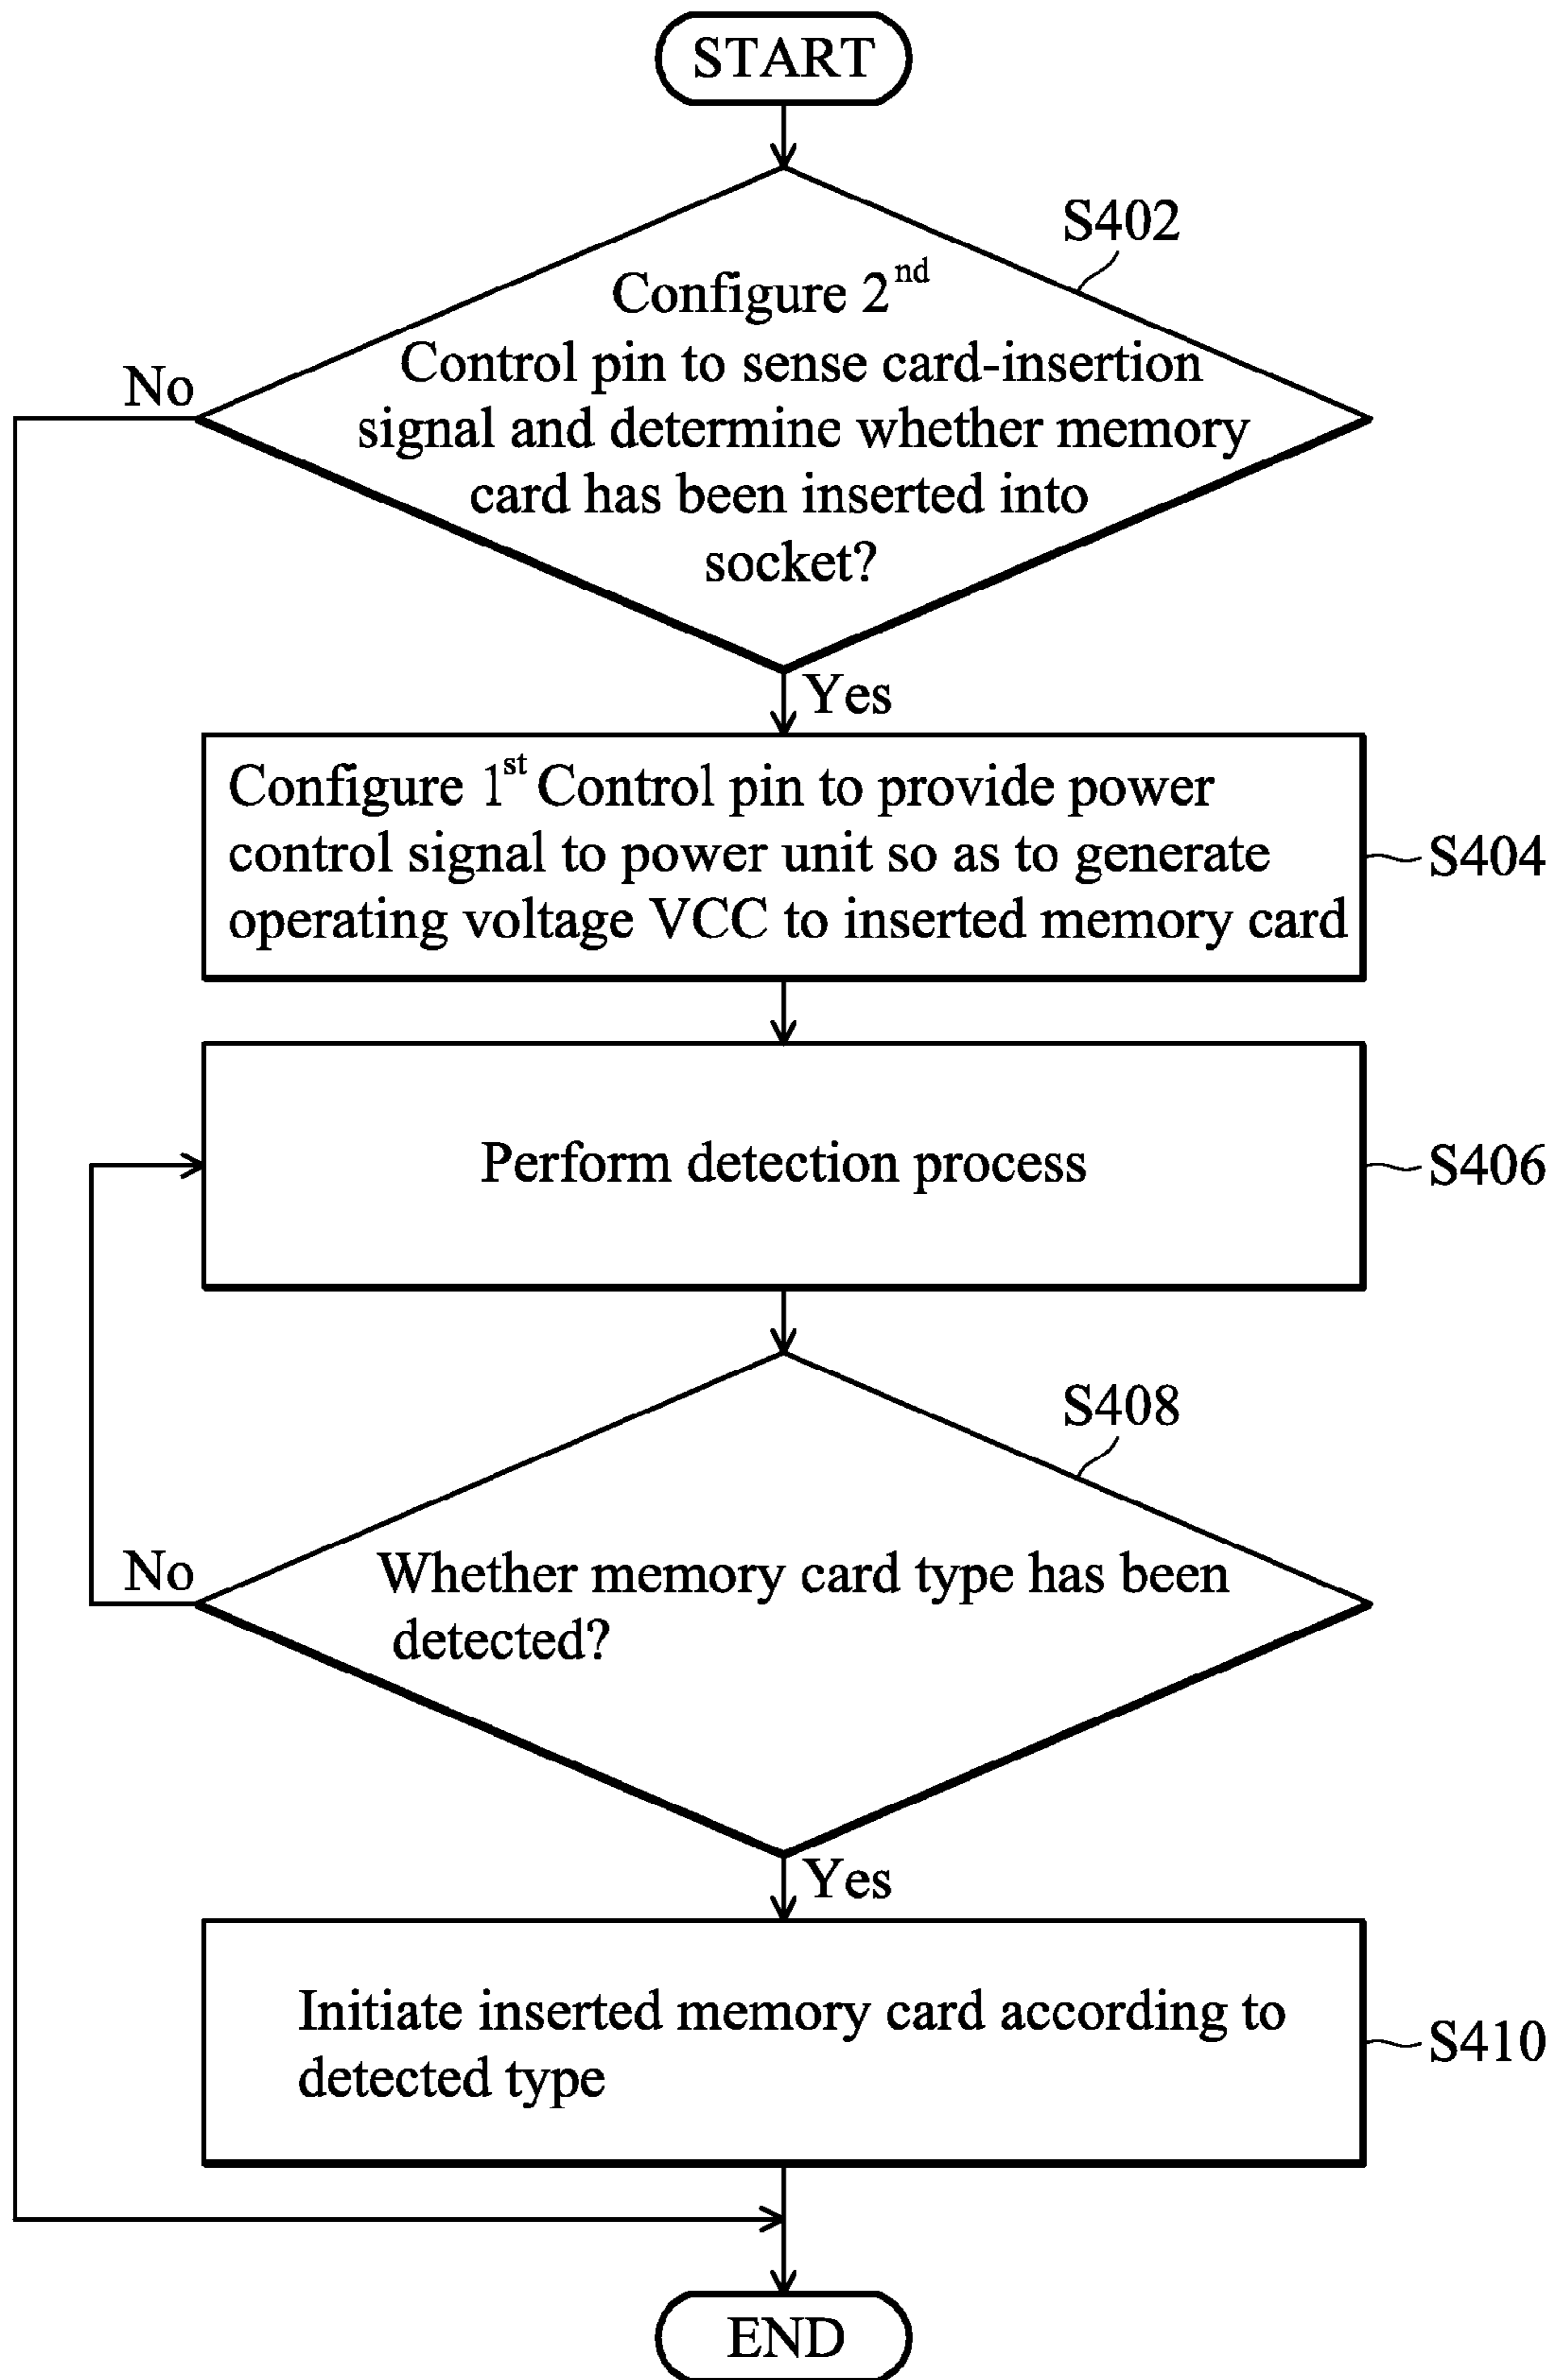 START
S402
Configure 2nd
Control pin to sense card-insertion
signal and determine whether memory
card has been inserted into
socket?
No
Yes
Configure 1st Control pin to provide power
control signal to power unit so as to generate
operating voltage VCC to inserted memory card
S404
Perform detection process
S406
S408
Whether memory card type has been
detected?
No
Yes
Initiate inserted memory card according to
detected type
S410
END